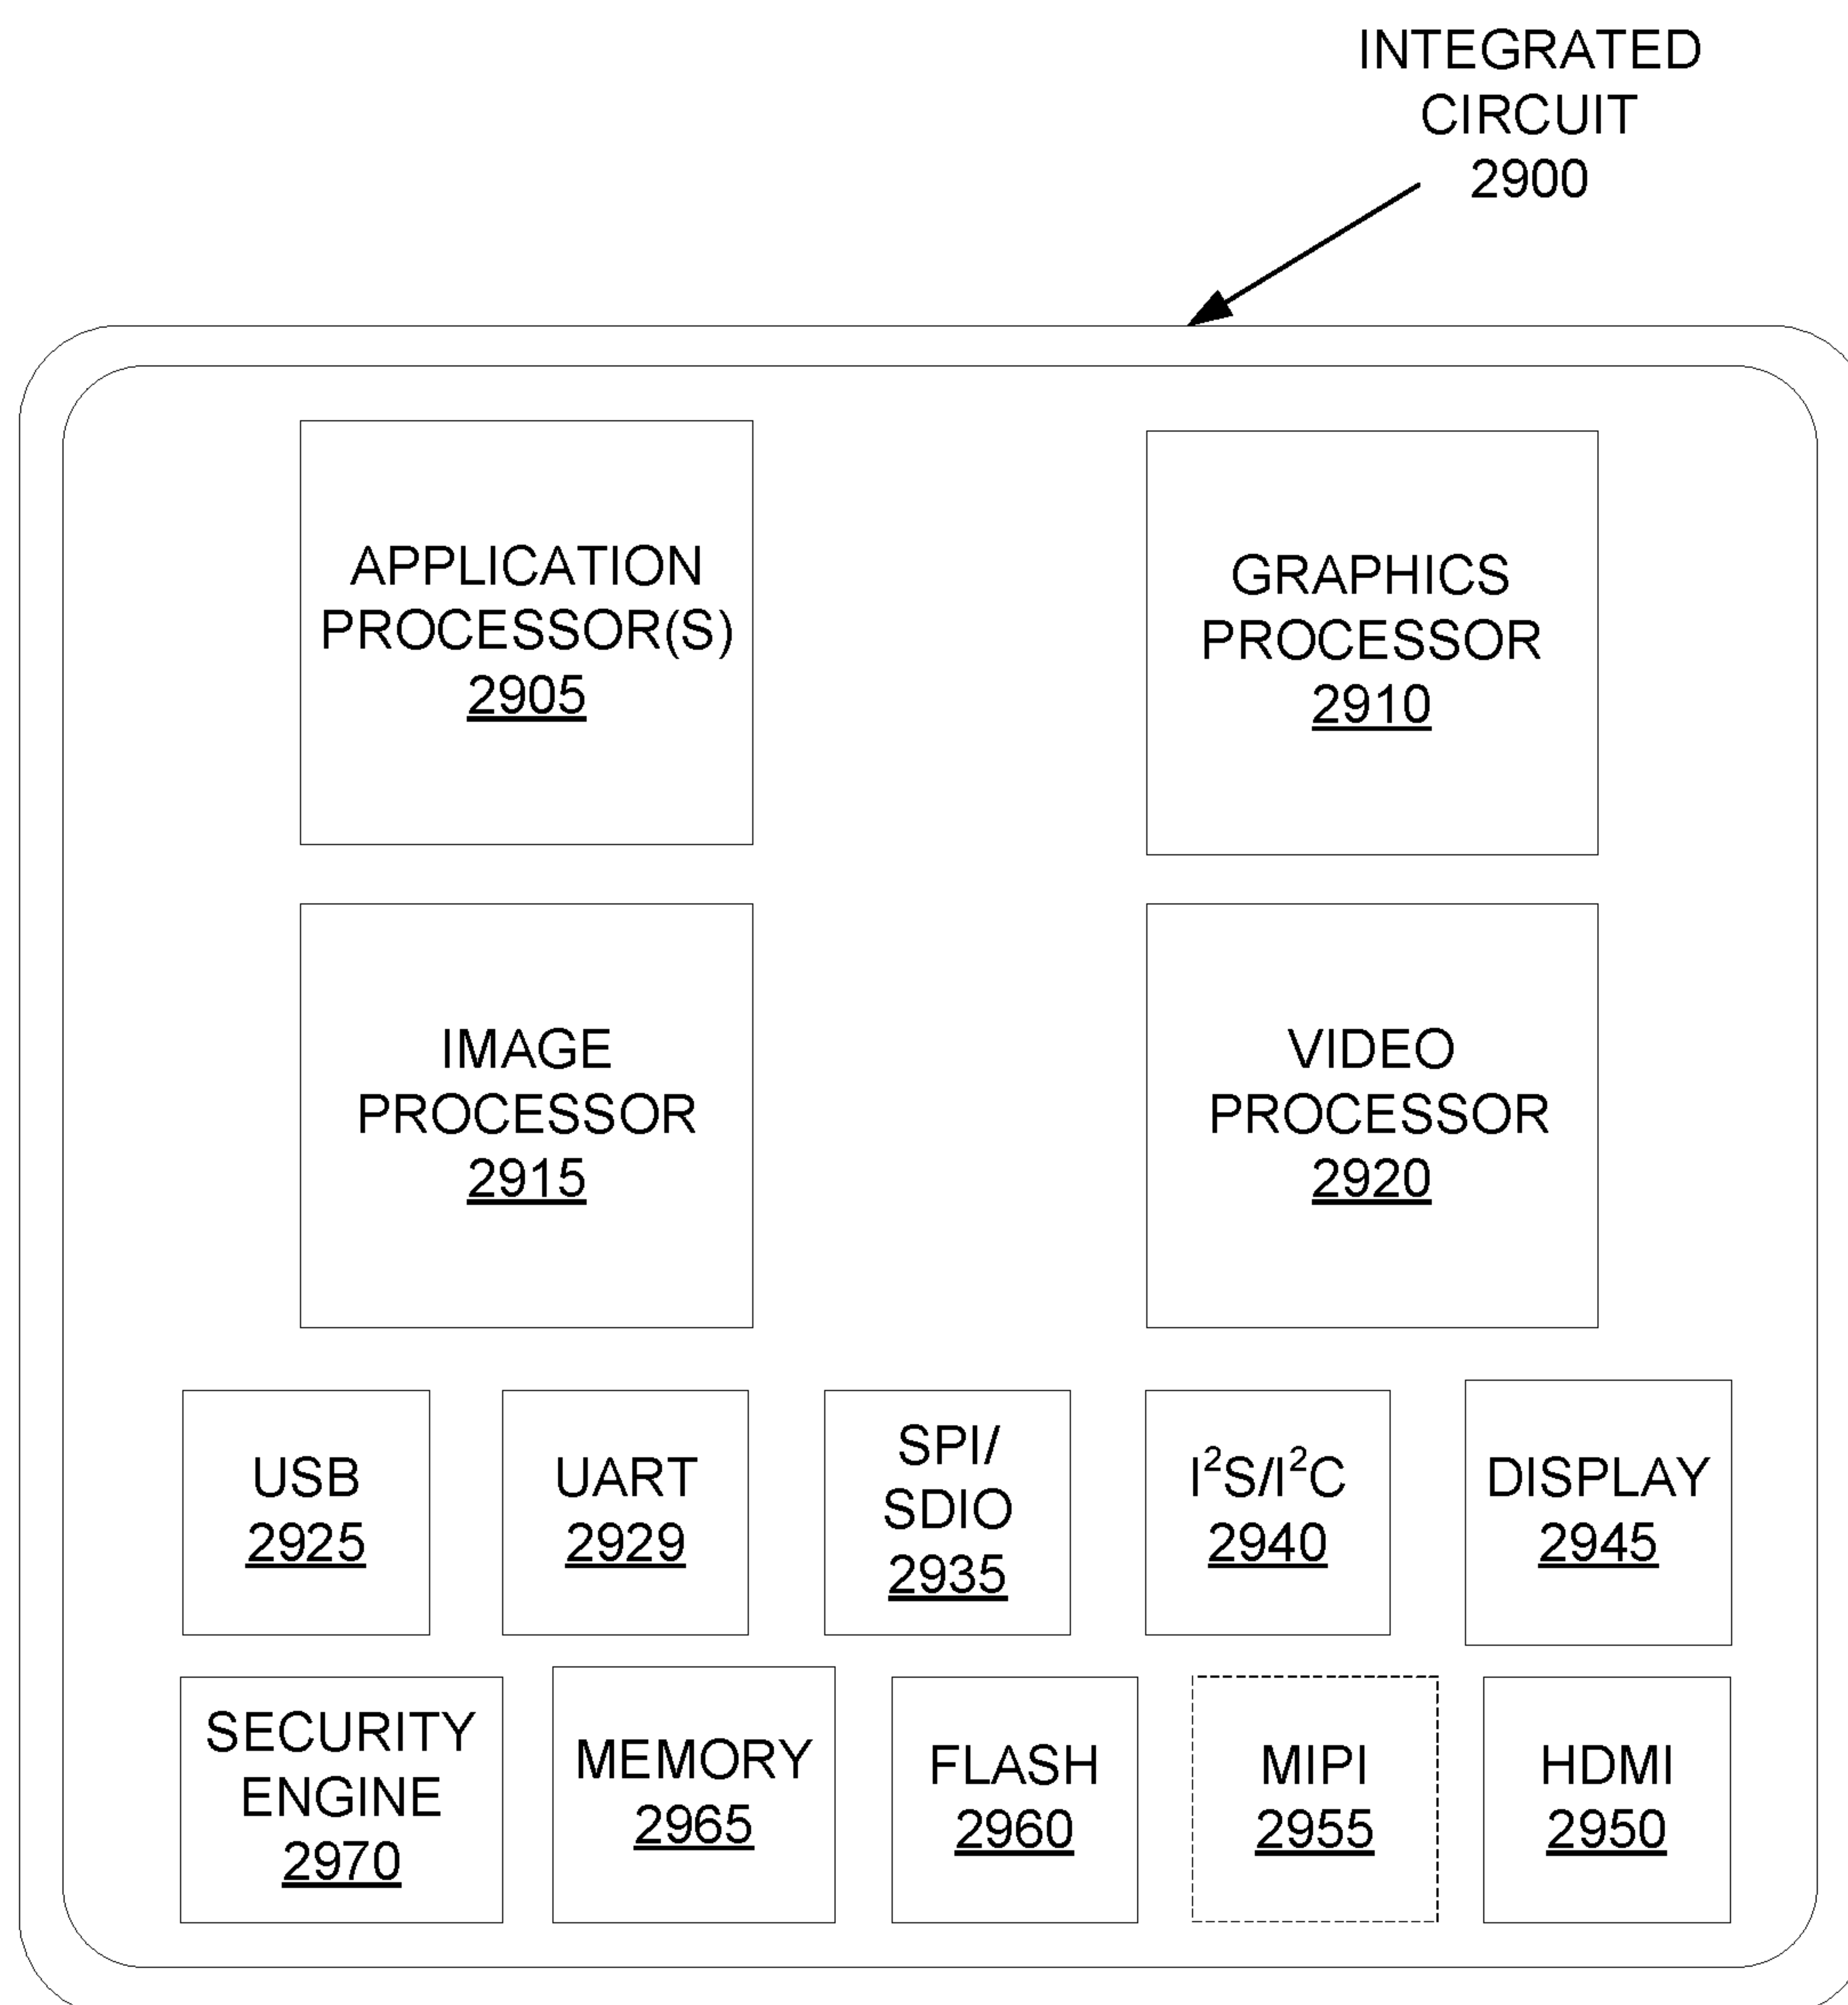 INTEGRATED
CIRCUIT
2900
APPLICATION
PROCESSOR(S)
2905
GRAPHICS
PROCESSOR
2910
IMAGE
PROCESSOR
2915
VIDEO
PROCESSOR
2920
USB
2925
UART
2929
SPI/
SDIO
2935
I²S/I²C
2940
DISPLAY
2945
SECURITY
ENGINE
2970
MEMORY
2965
FLASH
2960
MIPI
2955
HDMI
2950